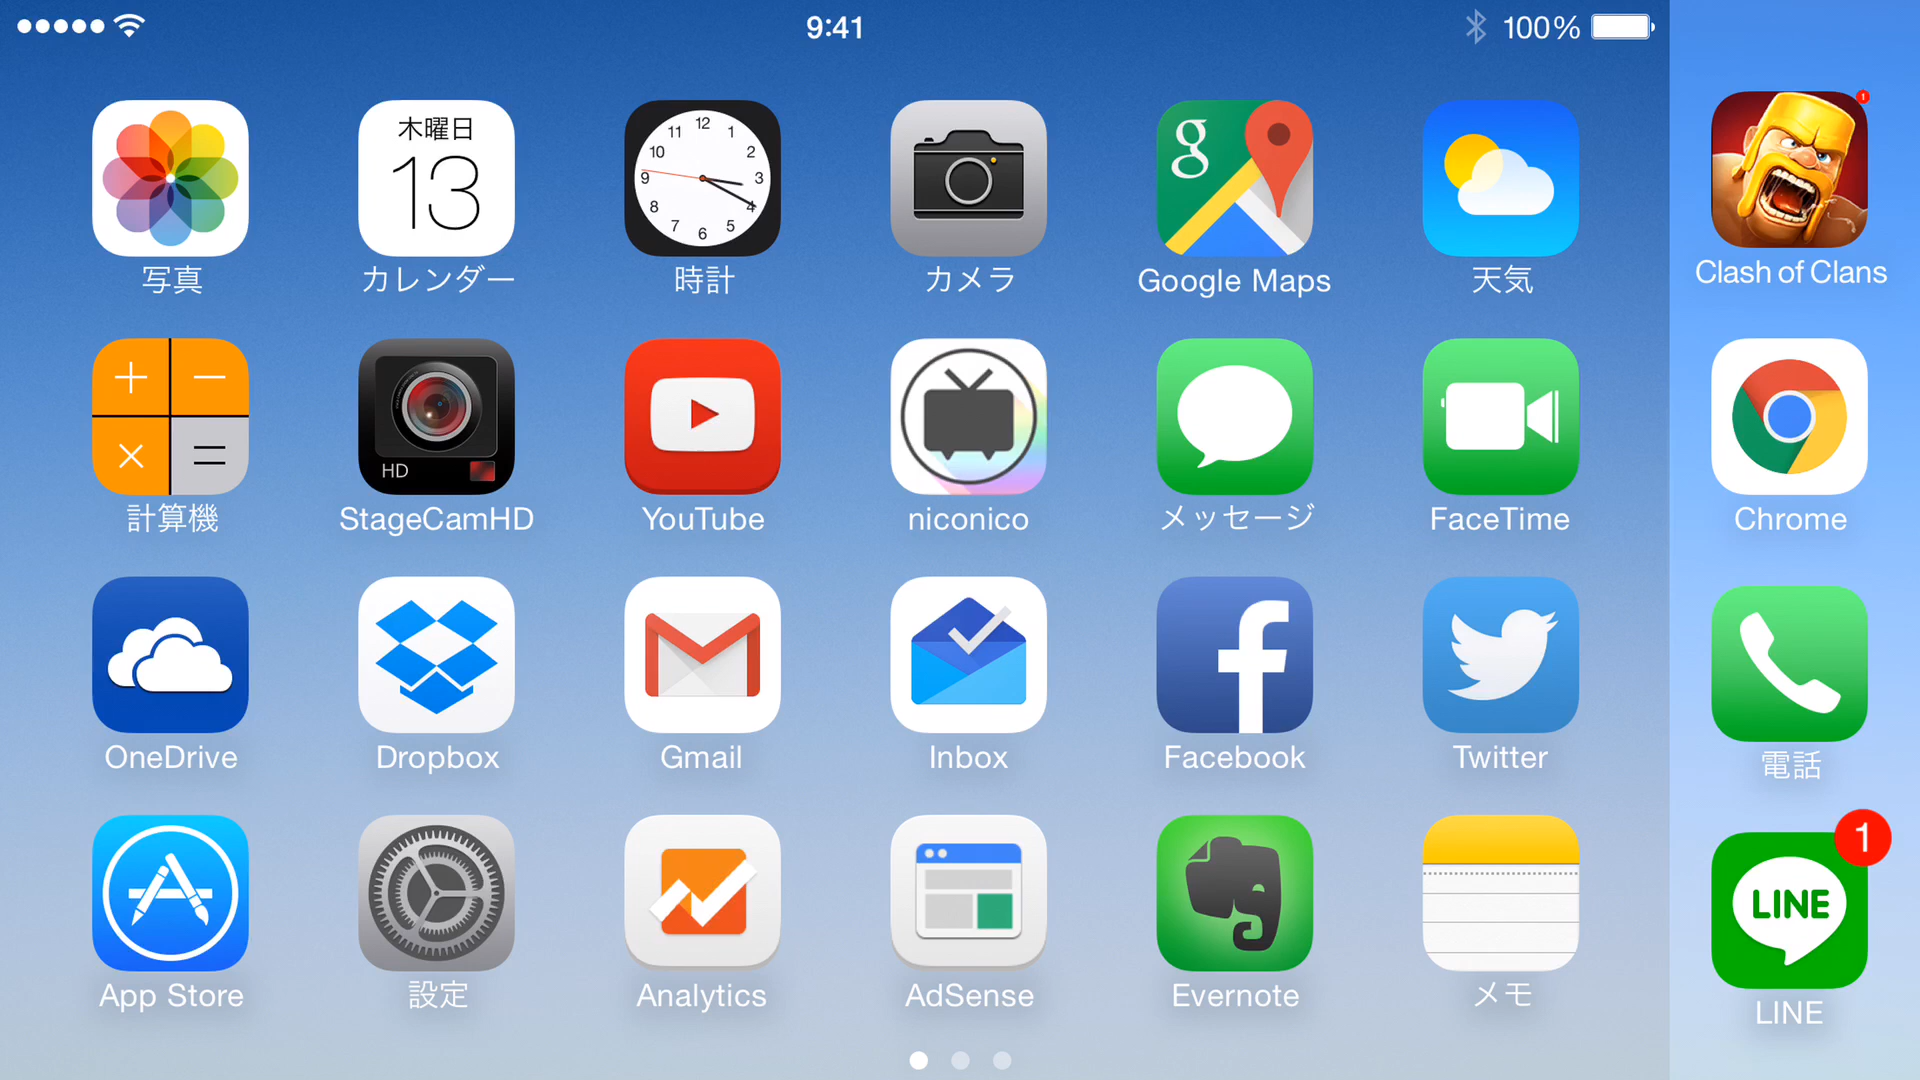 9:41
100%
木曜日
13
12
11
1
10
2
9
3
8
4
7
5
6
g
写真
カレンダー
時計
カメラ
Google Maps
天気
1
Clash of Clans
HD
計算機
StageCamHD
YouTube
niconico
メッセージ
FaceTime
Chrome
OneDrive
Dropbox
Gmail
Inbox
Facebook
Twitter
電話
1
LINE
App Store
設定
Analytics
AdSense
Evernote
メモ
LINE